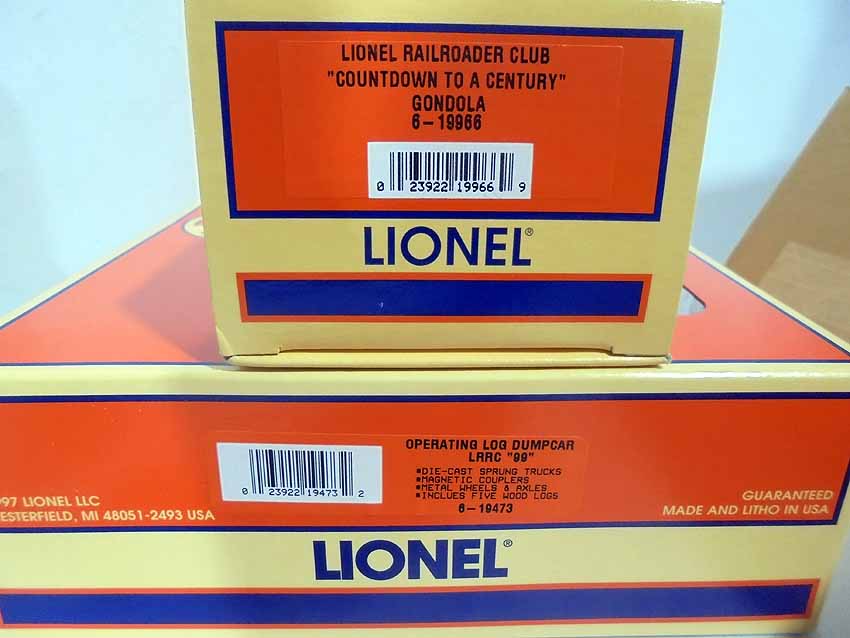 LIONEL RAILROADER CLUB
"COUNTDOWN TO A CENTURY"
GONDOLA
6-19966
0 23922 19966 9
LIONEL®
OPERATING LOG DUMPCAR
LRRC "99"
▪DIE-CAST SPRUNG TRUCKS
▪MAGNETIC COUPLERS
▪METAL WHEELS & AXLES
▪INCLUES FIVE WOOD LOGS
6-19473
0 23922 19473 2
97 LIONEL LLC
ESTERFIELD, MI 48051-2493 USA
GUARANTEED
MADE AND LITHO IN USA
LIONEL®